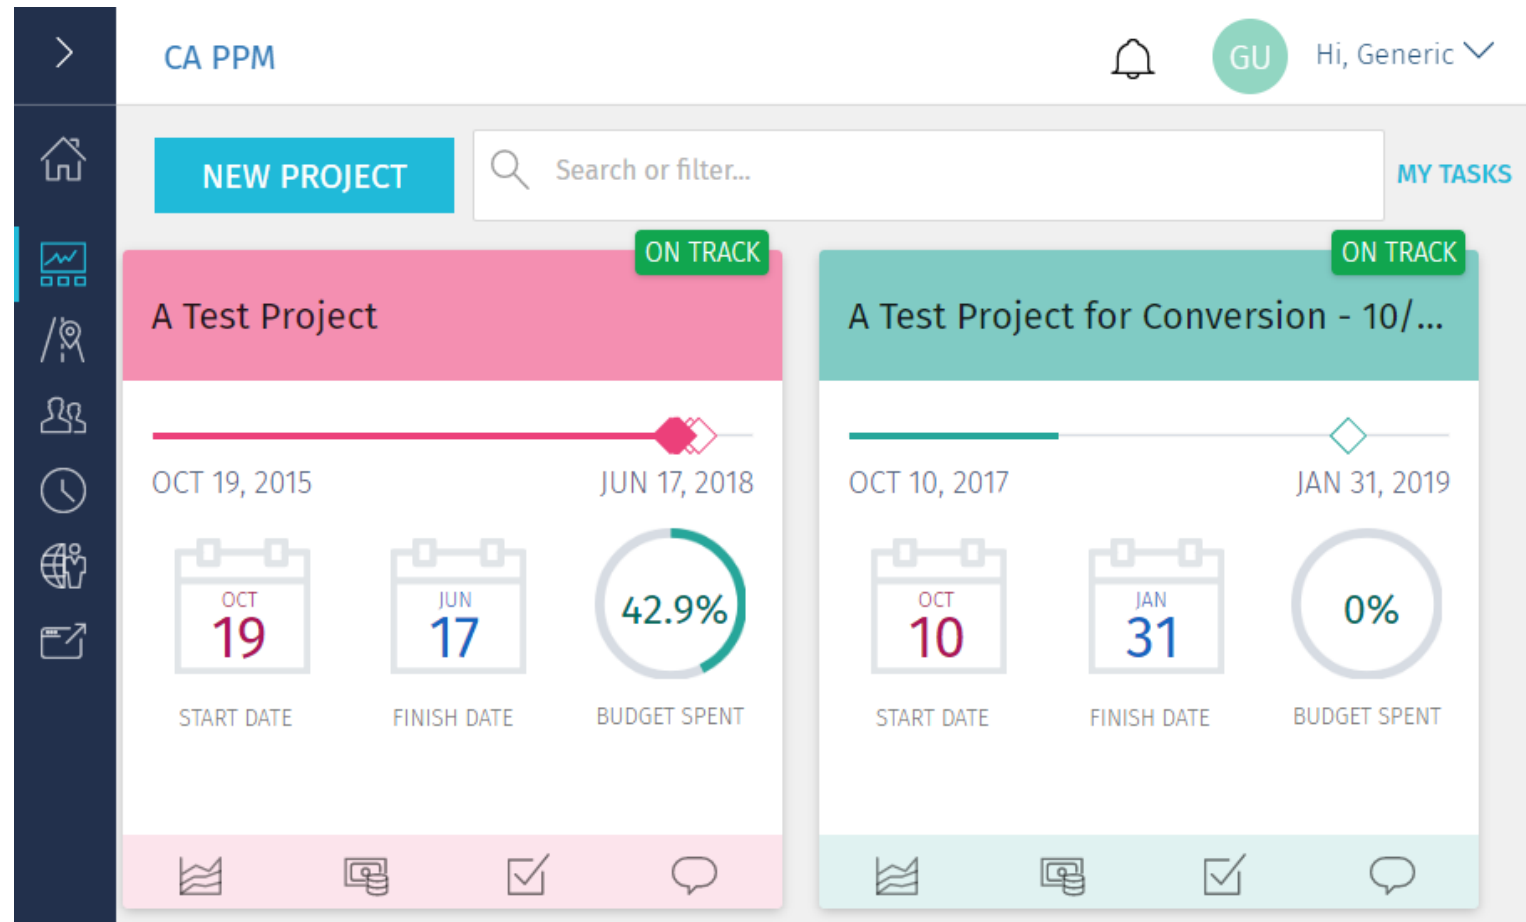 CA PPM
GU
Hi, Generic
NEW PROJECT
Search or filter...
MY TASKS
ON TRACK
A Test Project
OCT 19, 2015
JUN 17, 2018
OCT
19
START DATE
JUN
17
FINISH DATE
42.9%
BUDGET SPENT
ON TRACK
A Test Project for Conversion - 10/...
OCT 10, 2017
JAN 31, 2019
OCT
10
START DATE
JAN
31
FINISH DATE
0%
BUDGET SPENT